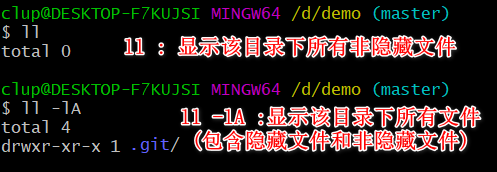 clup@DESKTOP-F7KUJSI MINGW64 /d/demo (master)
$ ll
total 0
ll : 显示该目录下所有非隐藏文件
clup@DESKTOP-F7KUJSI MINGW64 /d/demo (master)
$ ll -lA
total 4
drwxr-xr-x 1 .git/
ll -lA :显示该目录下所有文件
(包含隐藏文件和非隐藏文件)